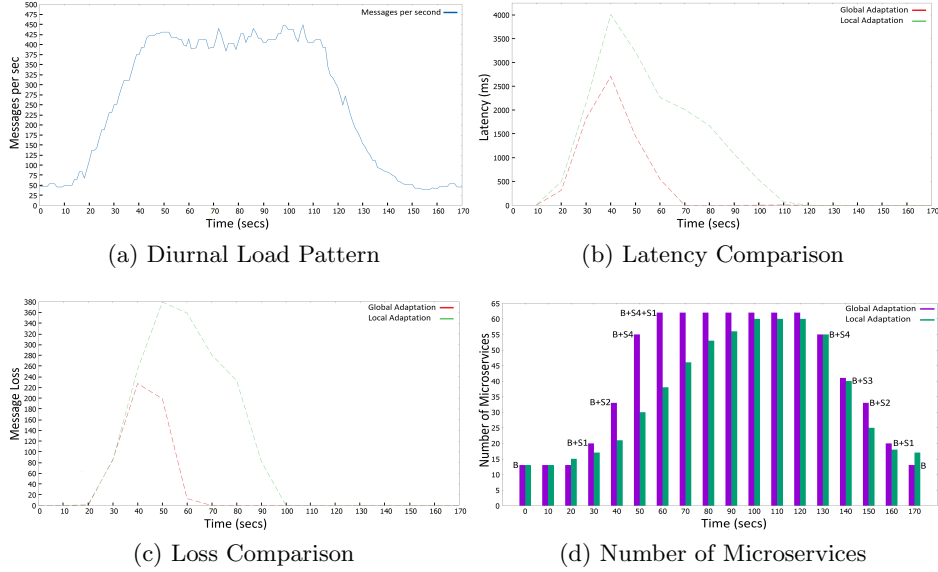 Messages per second
500
475
450
425
400
375
350
325
300
275
250
225
200
175
150
125
100
75
50
25
0
Messages per sec
0 10 20 30 40 50 60 70 80 90 100 110 120 130 140 150 160 170
Time (secs)
(a) Diurnal Load Pattern
Global Adaptation
Local Adaptation
4000
3500
3000
2500
2000
1500
1000
500
0
Latency (ms)
0 10 20 30 40 50 60 70 80 90 100 110 120 130 140 150 160 170
Time (secs)
(b) Latency Comparison
Global Adaptation
Local Adaptation
380
360
340
320
300
280
260
240
220
200
180
160
140
120
100
80
60
40
20
0
Message Loss
0 10 20 30 40 50 60 70 80 90 100 110 120 130 140 150 160 170
Time (secs)
(c) Loss Comparison
Global Adaptation
Local Adaptation
65
60
55
50
45
40
35
30
25
20
15
10
5
0
Number of Microservices
B
B+S1
B+S2
B+S4
B+S4+S1
B+S4
B+S3
B+S2
B+S1
B
0 10 20 30 40 50 60 70 80 90 100 110 120 130 140 150 160 170
Time (secs)
(d) Number of Microservices